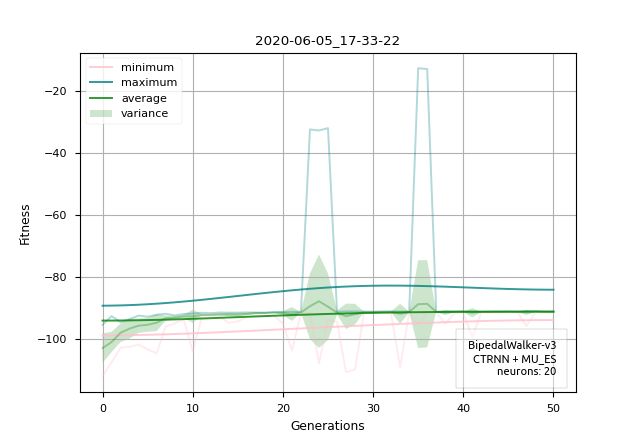 2020-06-05_17-33-22
minimum
maximum
average
variance
Fitness
−20
−40
−60
−80
−100
BipedalWalker-v3
CTRNN + MU_ES
neurons: 20
0
10
20
30
40
50
Generations